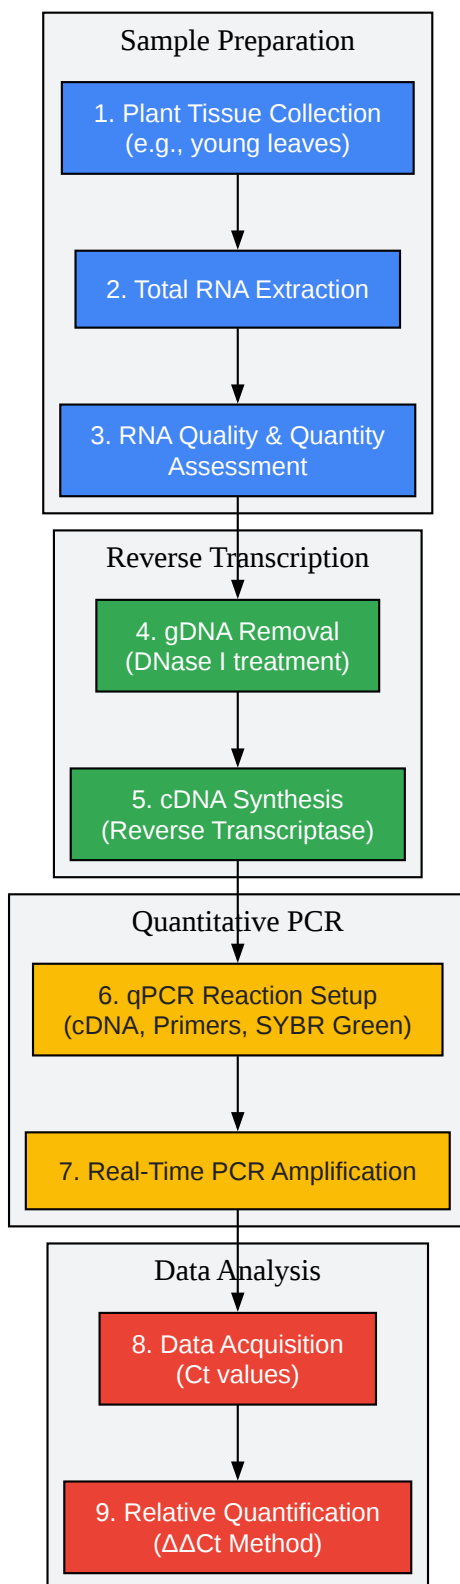 Sample Preparation
1. Plant Tissue Collection
(e.g., young leaves)
2. Total RNA Extraction
3. RNA Quality & Quantity
Assessment
Reverse Transcription
4. gDNA Removal
(DNase I treatment)
5. cDNA Synthesis
(Reverse Transcriptase)
Quantitative PCR
6. qPCR Reaction Setup
(cDNA, Primers, SYBR Green)
7. Real-Time PCR Amplification
Data Analysis
8. Data Acquisition
(Ct values)
9. Relative Quantification
(ΔΔCt Method)